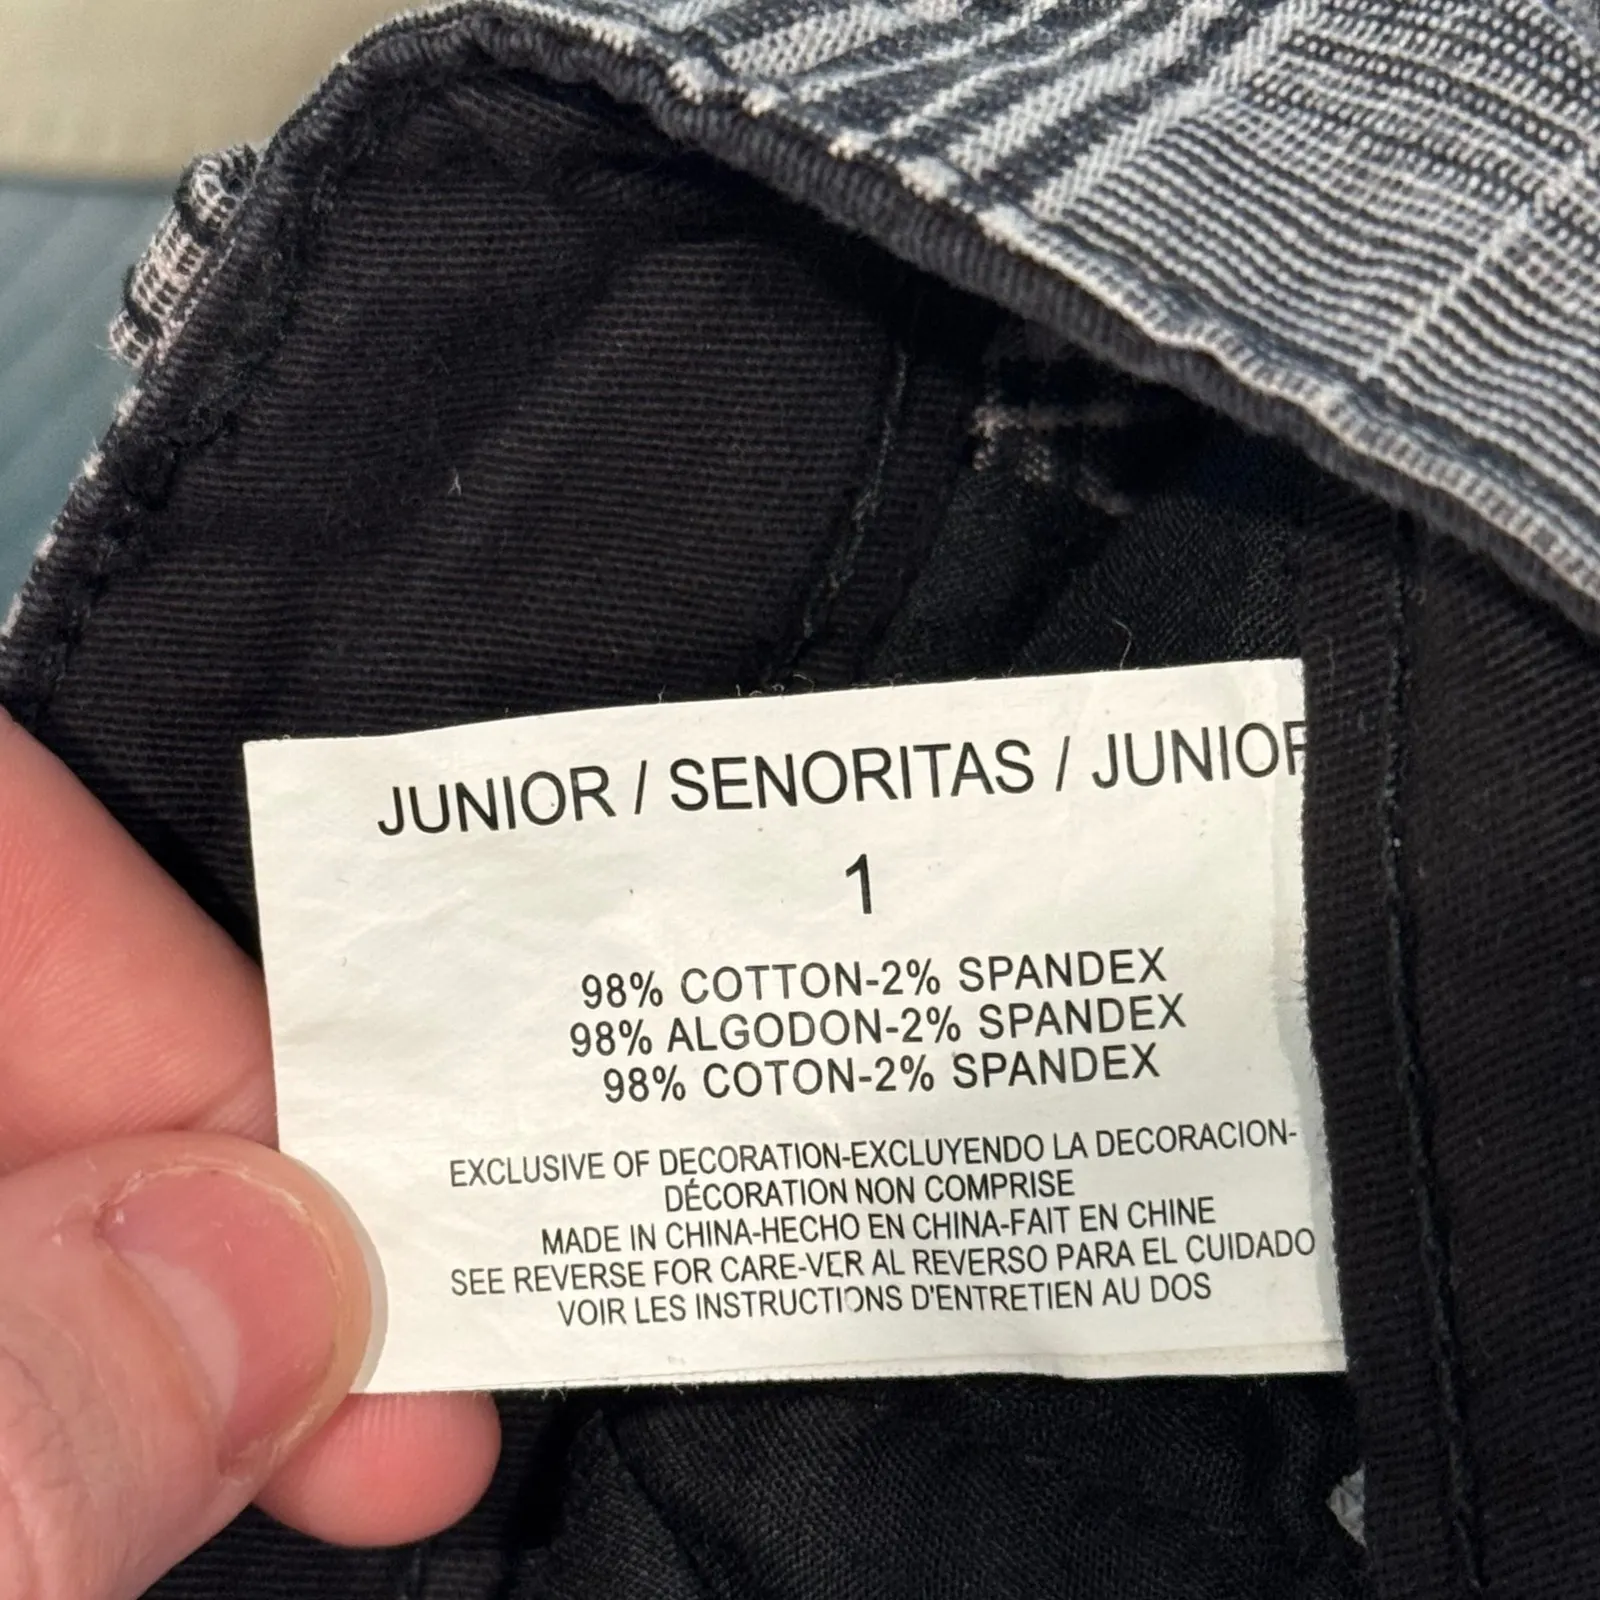 JUNIOR / SENORITAS / JUNIOR
1
98% COTTON-2% SPANDEX
98% ALGODON-2% SPANDEX
98% COTON-2% SPANDEX
EXCLUSIVE OF DECORATION-EXCLUYENDO LA DECORACION-
DÉCORATION NON COMPRISE
MADE IN CHINA-HECHO EN CHINA-FAIT EN CHINE
SEE REVERSE FOR CARE-VER AL REVERSO PARA EL CUIDADO
VOIR LES INSTRUCTIONS D'ENTRETIEN AU DOS